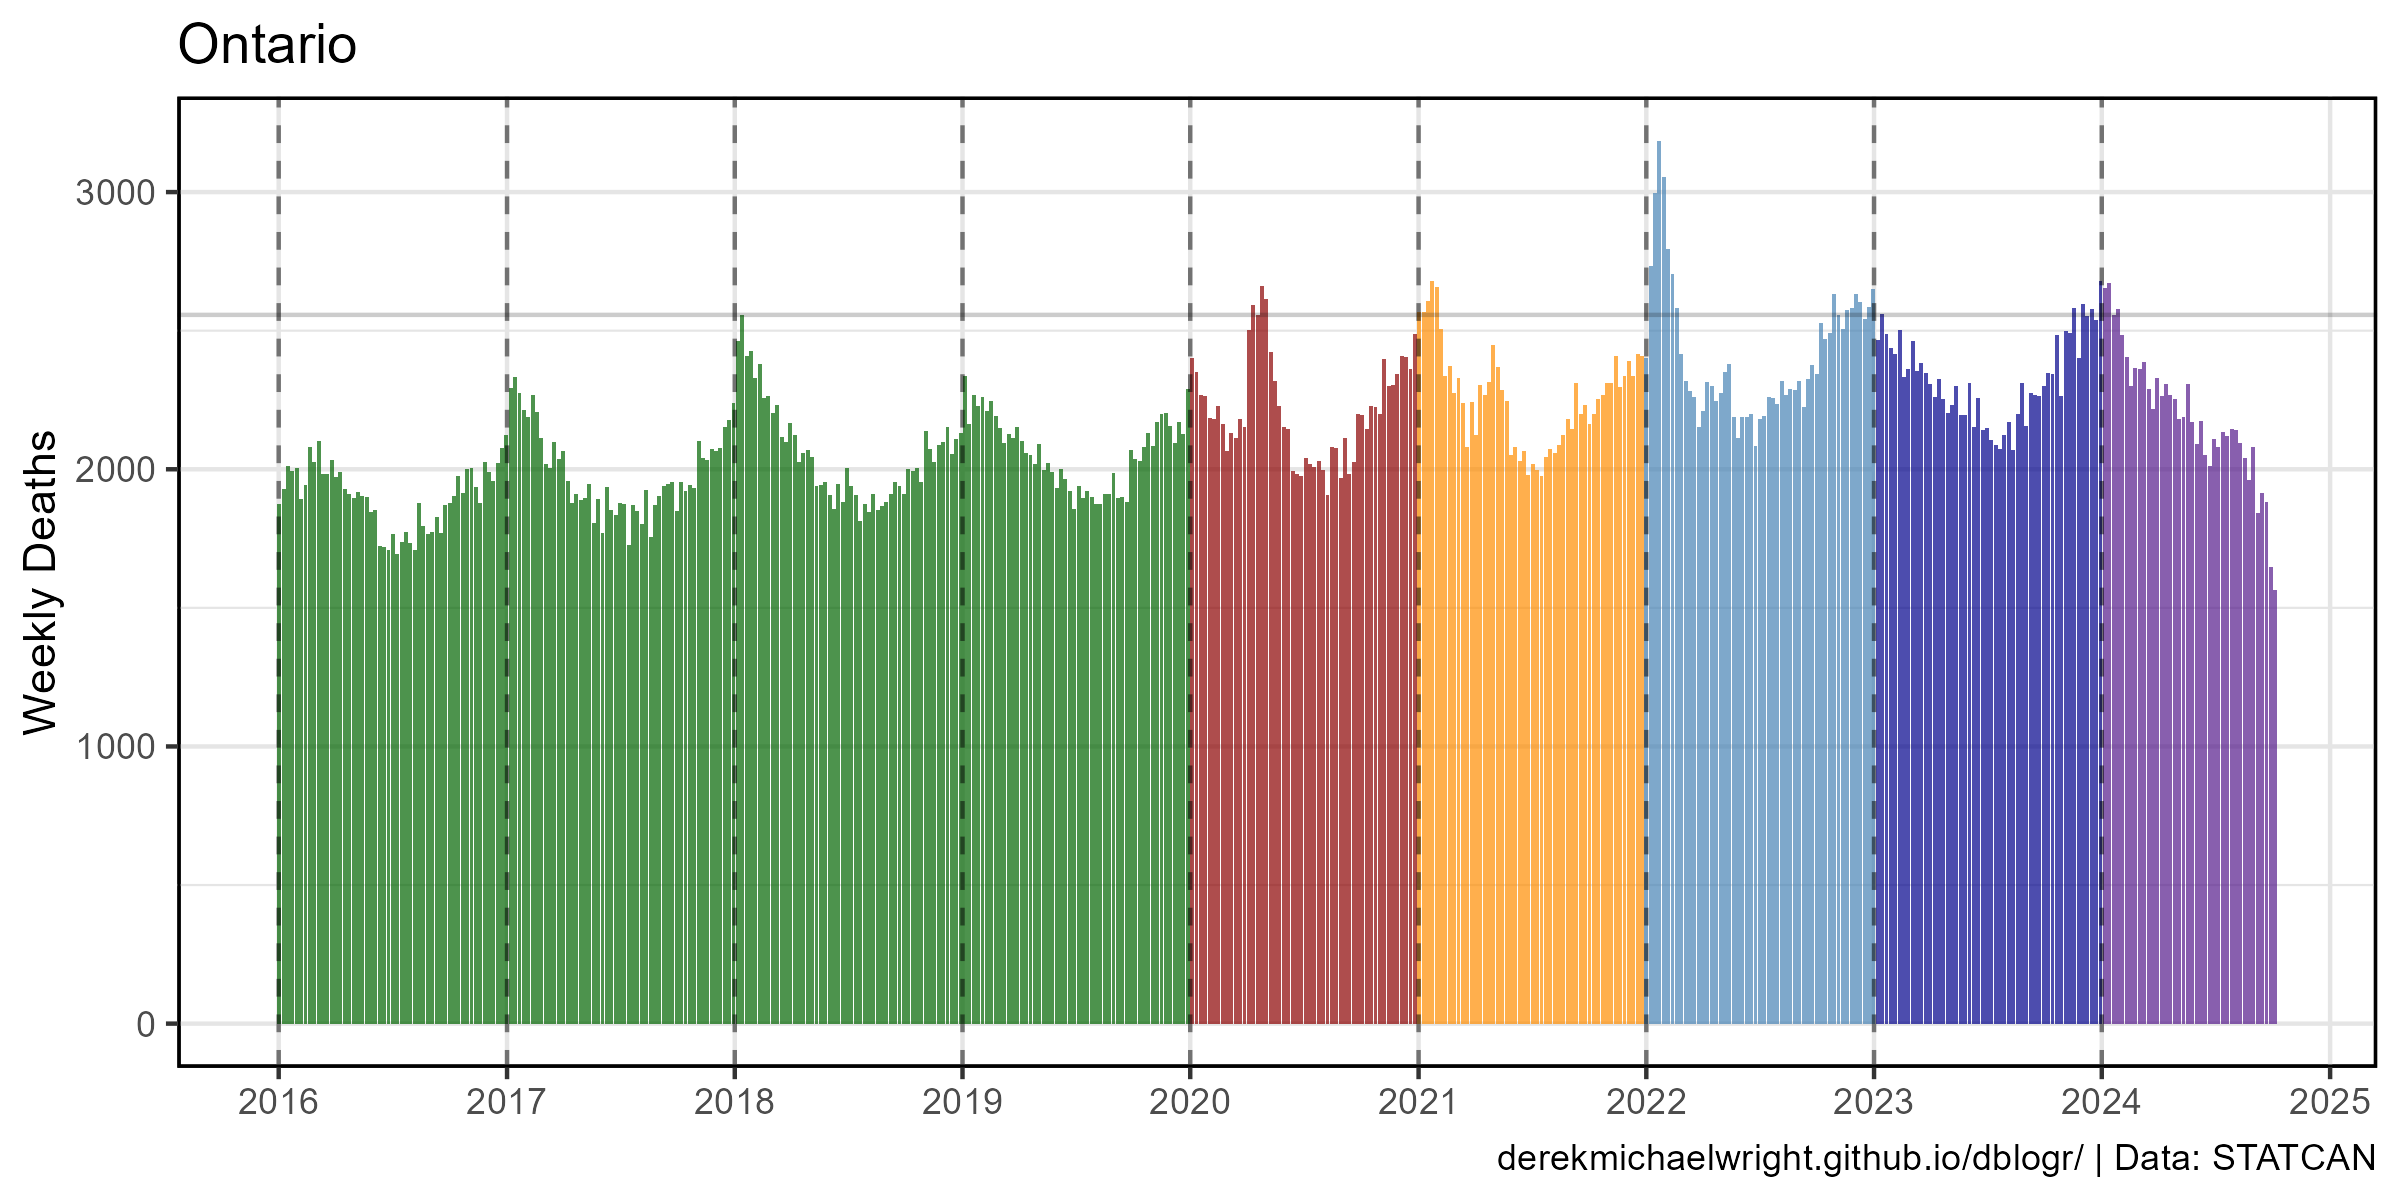 Ontario
Weekly Deaths
3000
2000
1000
0
2016 2017 2018 2019 2020 2021 2022 2023 2024 2025
derekmichaelwright.github.io/dblogr/ | Data: STATCAN